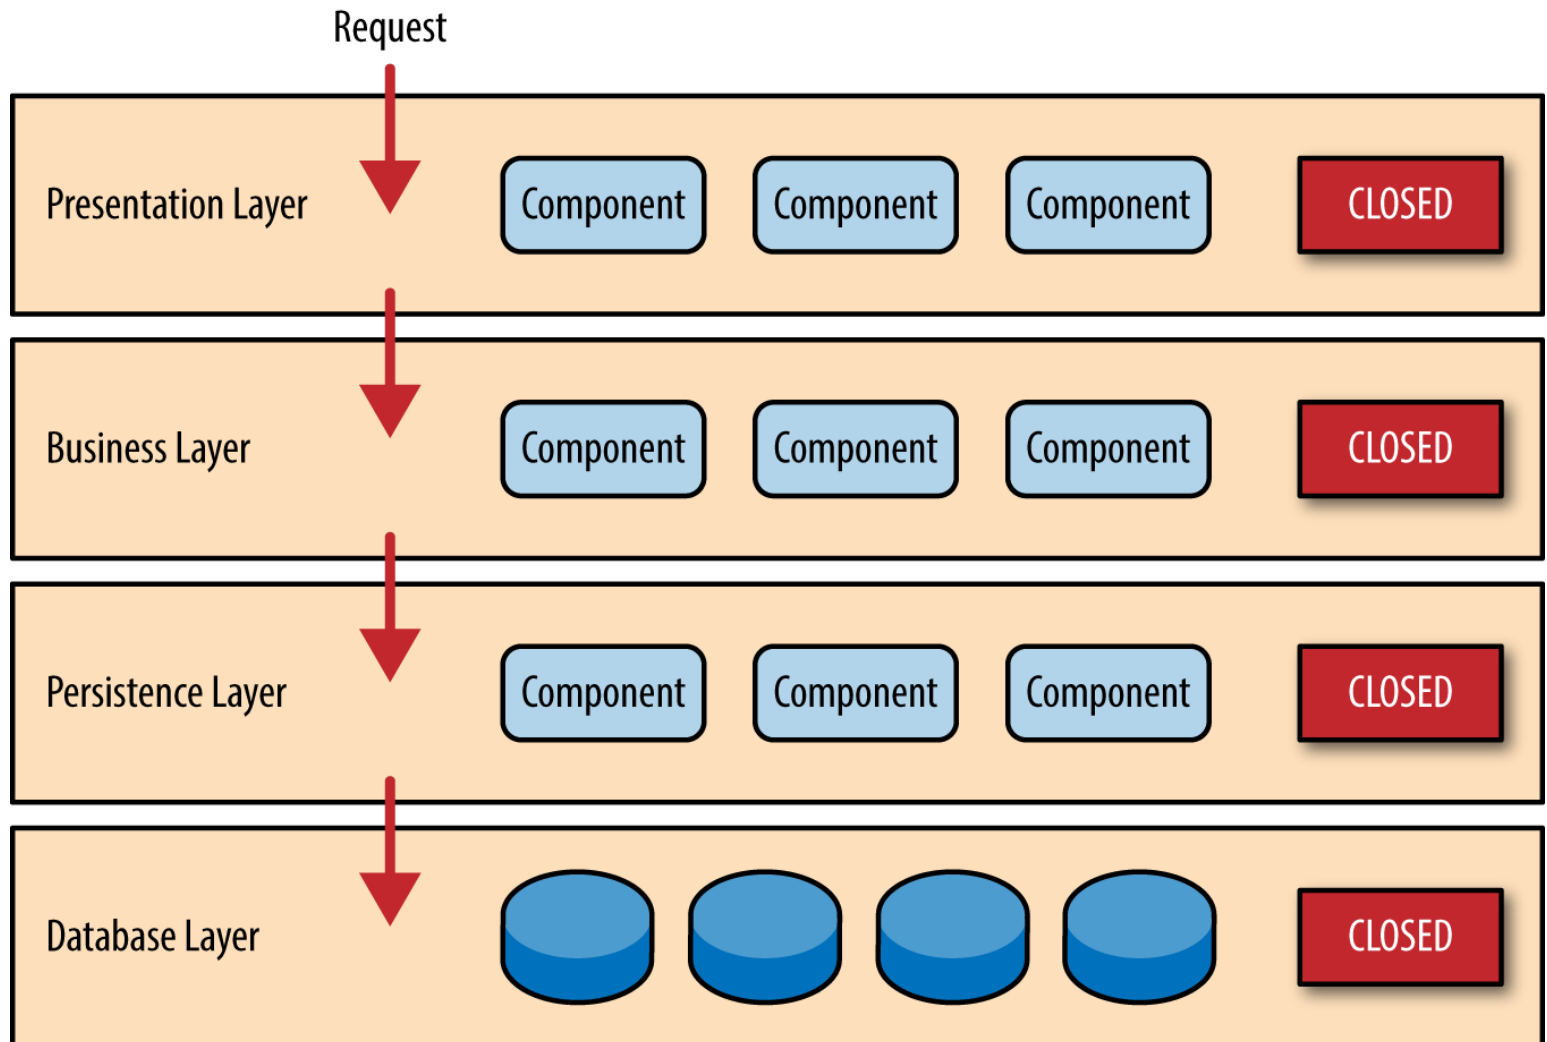 Request
Presentation Layer Component Component Component CLOSED
Business Layer Component Component Component CLOSED
Persistence Layer Component Component Component CLOSED
Database Layer CLOSED